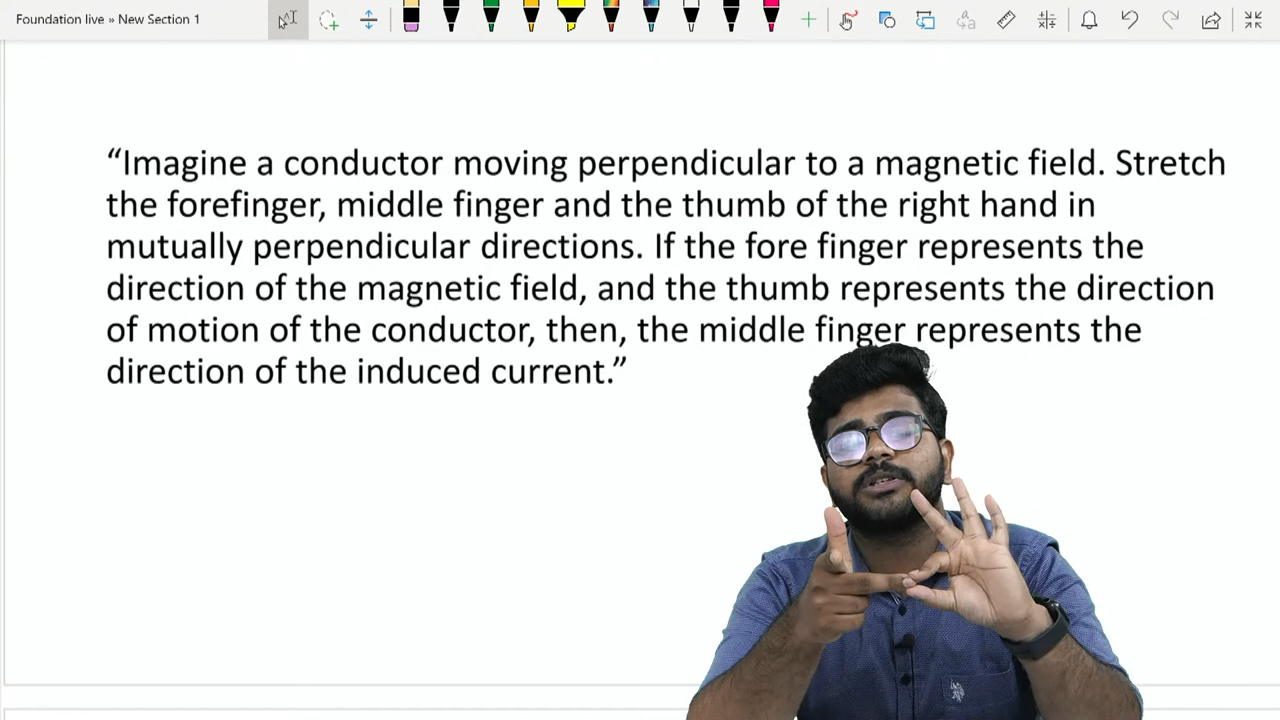 Foundation live » New Section 1
“Imagine a conductor moving perpendicular to a magnetic field. Stretch
the forefinger, middle finger and the thumb of the right hand in
mutually perpendicular directions. If the fore finger represents the
direction of the magnetic field, and the thumb represents the direction
of motion of the conductor, then, the middle finger represents the
direction of the induced current.”